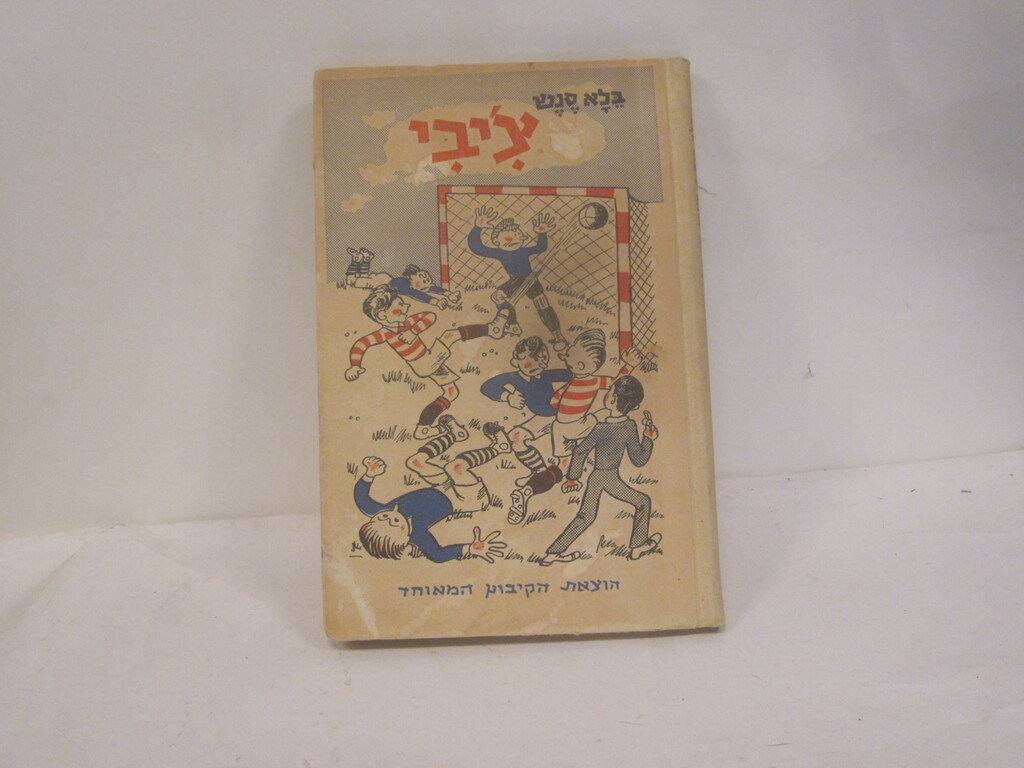 בֵּלָא סֶנֶש
צִ'יבִּי
הוצאת הקיבוץ המאוחד